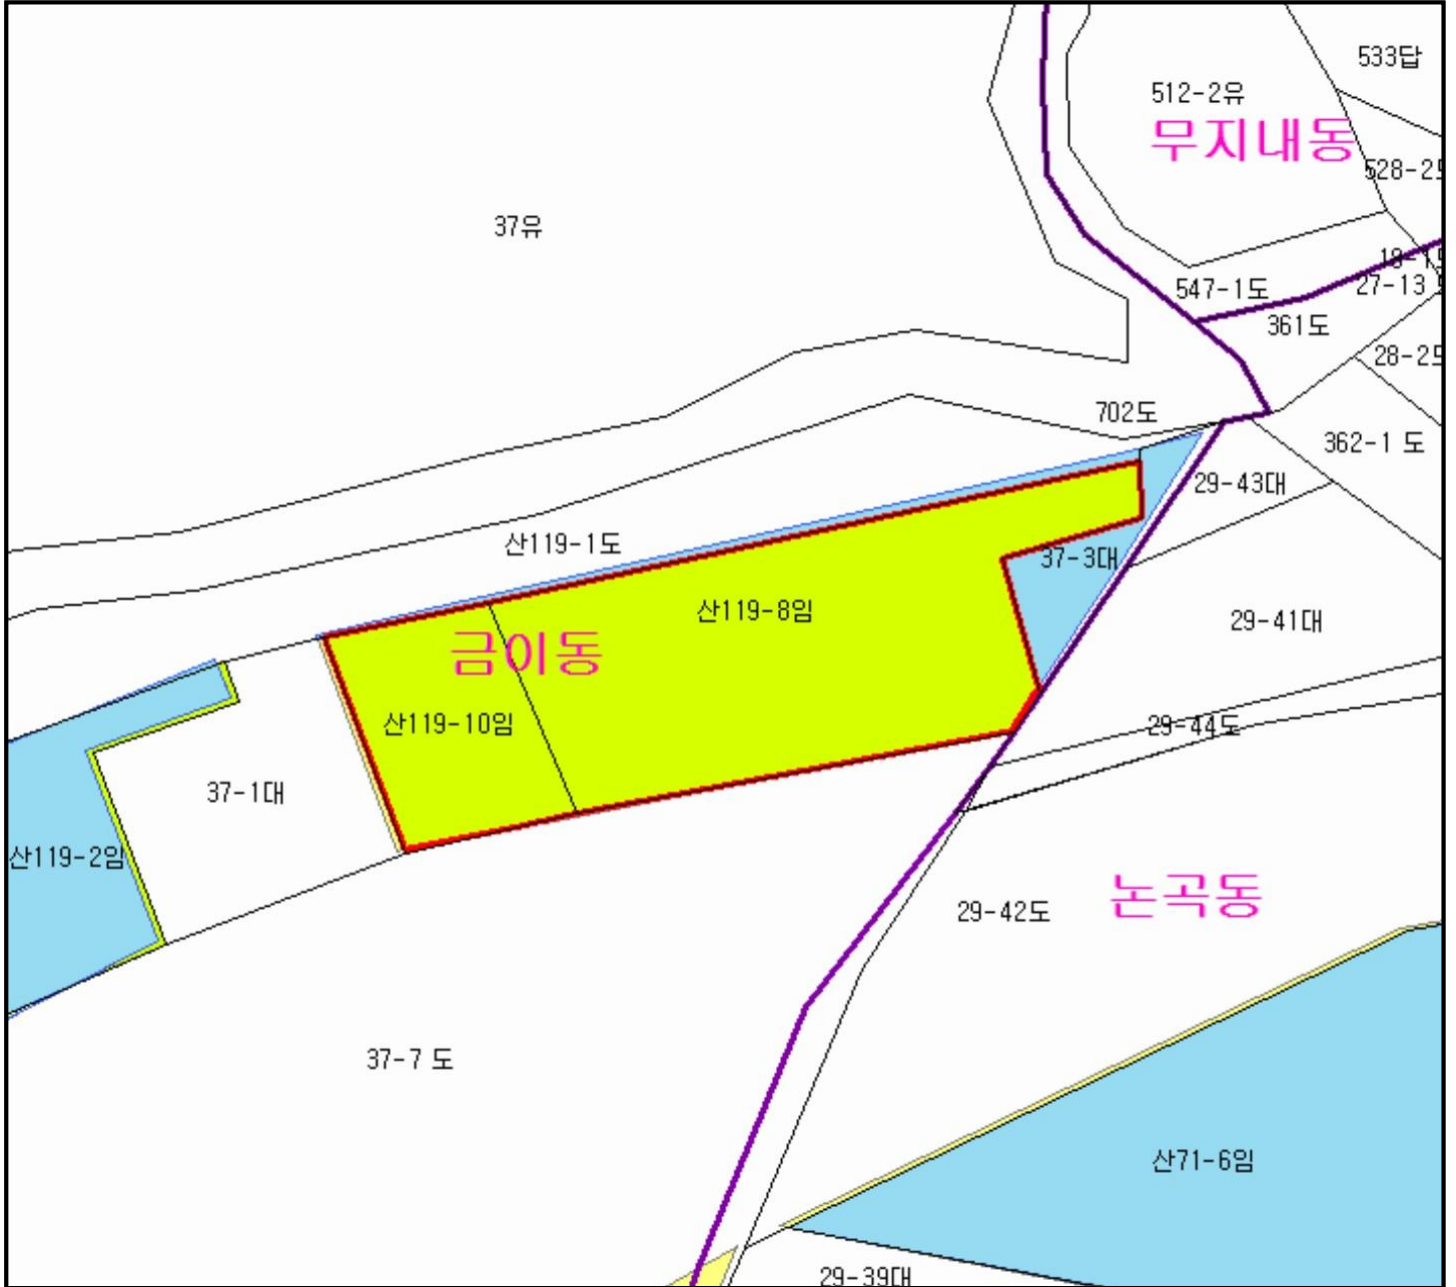 533답
512-2유
무지내동
528-2
37유
18-1
547-1도
27-13
361도
28-2
702도
362-1 도
29-43대
산119-1도
37-3대
산119-8임
29-41대
금이동
산119-10임
29-44도
37-1대
산119-2임
논곡동
29-42도
37-7 도
산71-6임
29-39대